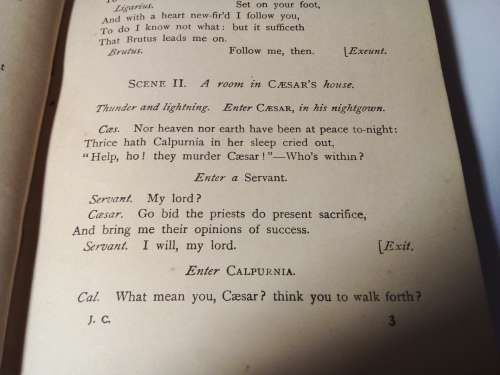 Ligarius. Set on your foot,
And with a heart new-fir'd I follow you,
To do I know not what: but it sufficeth
That Brutus leads me on.
Brutus. Follow me, then. [Exeunt.
SCENE II. A room in CÆSAR'S house.
Thunder and lightning. Enter CÆSAR, in his nightgown.
Cæs. Nor heaven nor earth have been at peace to-night:
Thrice hath Calpurnia in her sleep cried out,
"Help, ho! they murder Cæsar!"—Who's within?
Enter a Servant.
Servant. My lord?
Cæsar. Go bid the priests do present sacrifice,
And bring me their opinions of success.
Servant. I will, my lord. [Exit.
Enter CALPURNIA.
Cal. What mean you, Cæsar? think you to walk forth?
J. C. 3